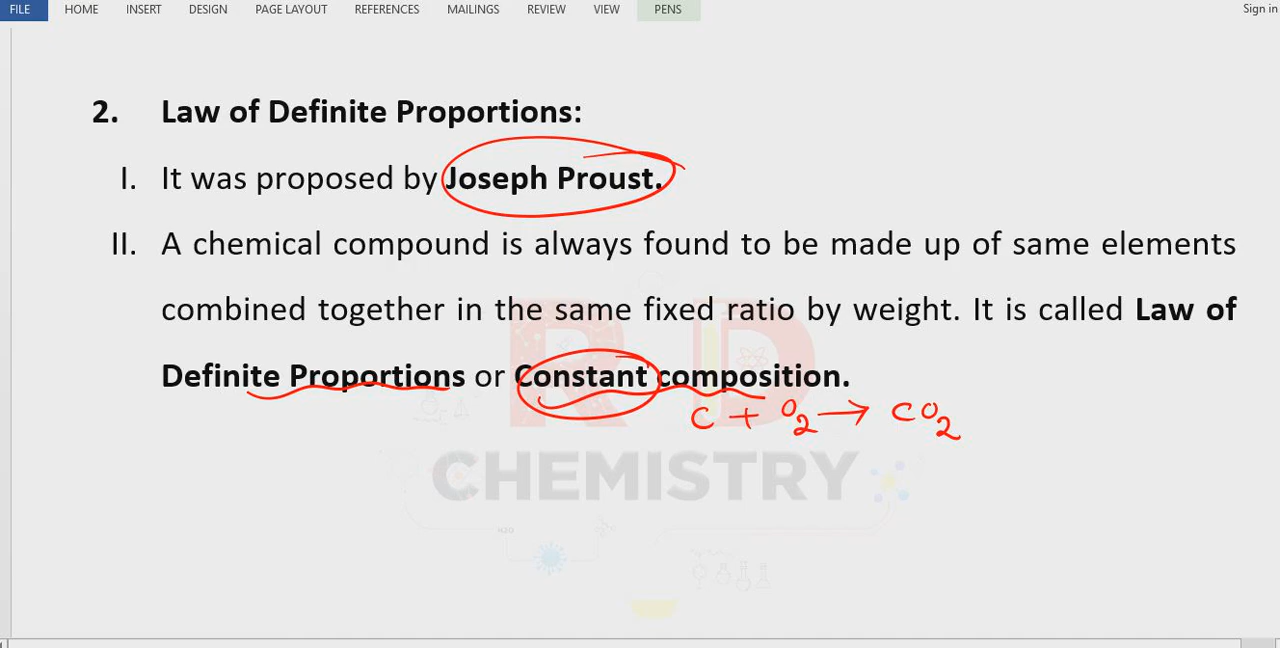 FILE HOME INSERT DESIGN PAGE LAYOUT REFERENCES MAILINGS REVIEW VIEW PENS Sign in
2. Law of Definite Proportions:
I. It was proposed by Joseph Proust.
II. A chemical compound is always found to be made up of same elements
combined together in the same fixed ratio by weight. It is called Law of
Definite Proportions or Constant composition.
C + O2 → CO2
RD
CHEMISTRY
H2O